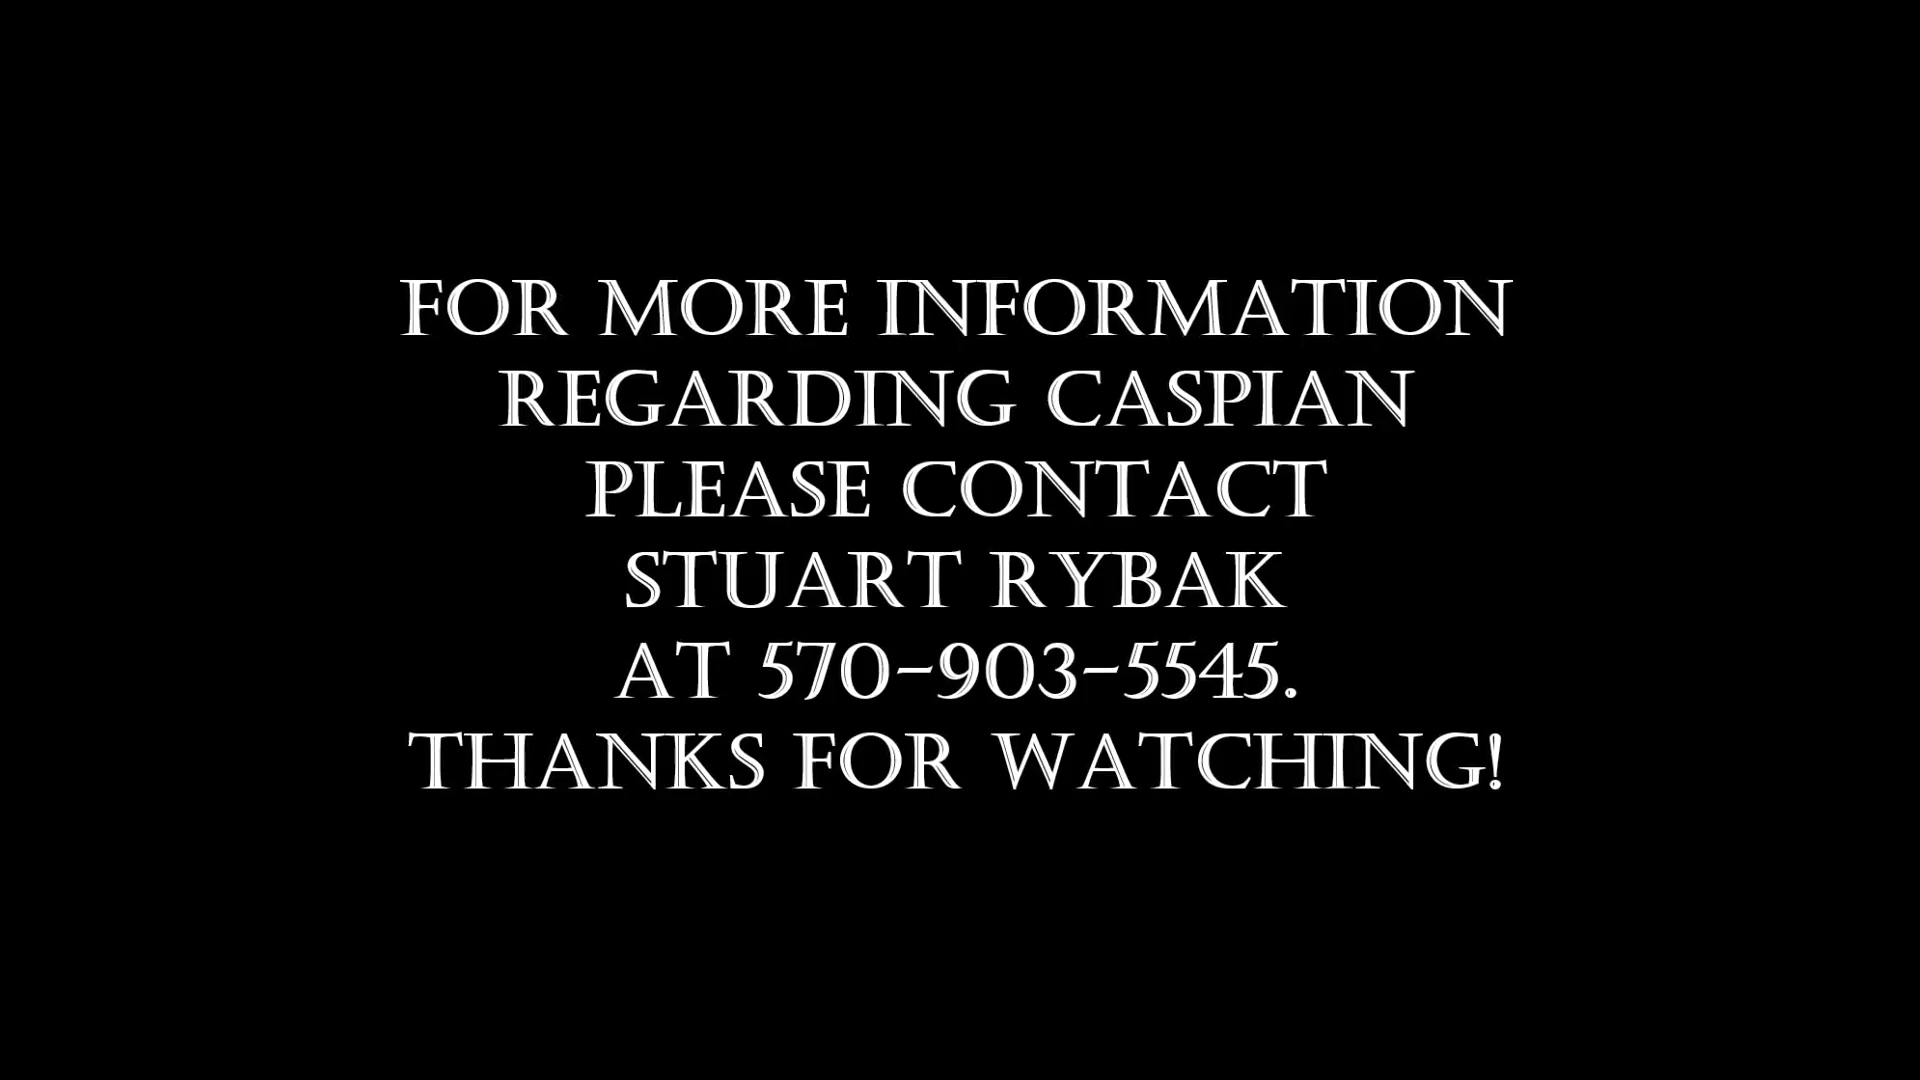 FOR MORE INFORMATION
REGARDING CASPIAN
PLEASE CONTACT
STUART RYBAK
AT 570-903-5545.
THANKS FOR WATCHING!